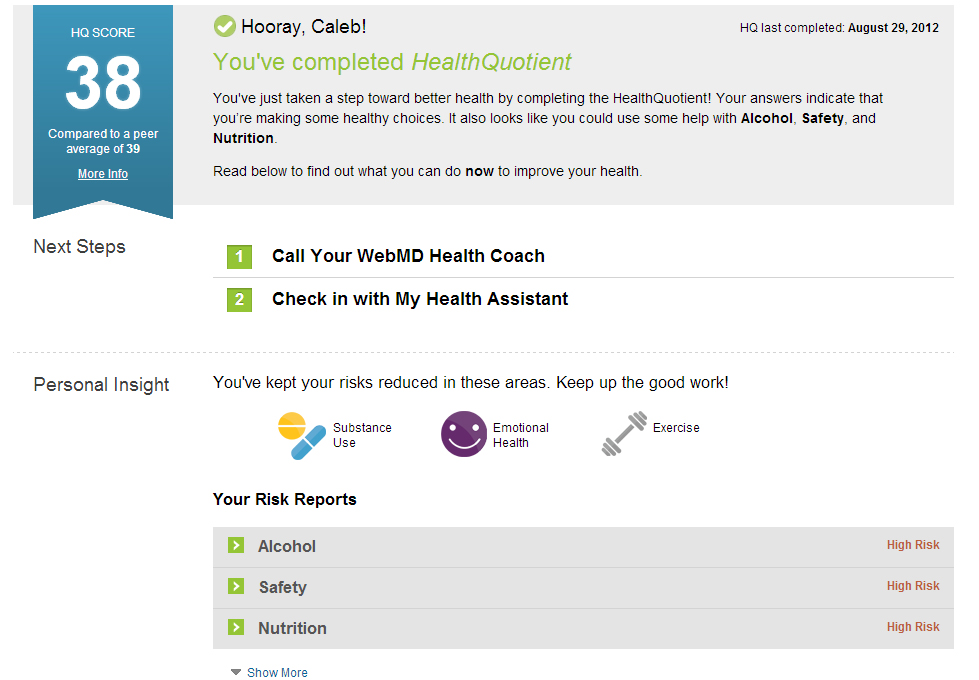 HQ SCORE
38
Compared to a peer
average of 39
More Info
Hooray, Caleb!
HQ last completed: August 29, 2012
You've completed HealthQuotient
You've just taken a step toward better health by completing the HealthQuotient! Your answers indicate that
you're making some healthy choices. It also looks like you could use some help with Alcohol, Safety, and
Nutrition.
Read below to find out what you can do now to improve your health.
Next Steps
1 Call Your WebMD Health Coach
2 Check in with My Health Assistant
Personal Insight
You've kept your risks reduced in these areas. Keep up the good work!
Substance
Use
Emotional
Health
Exercise
Your Risk Reports
Alcohol High Risk
Safety High Risk
Nutrition High Risk
Show More